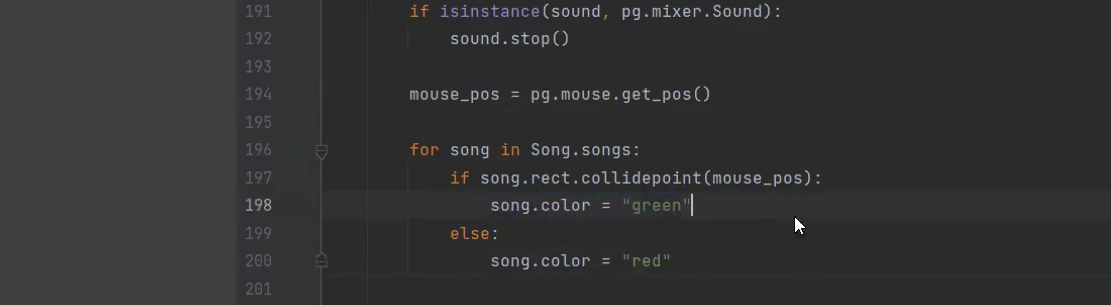 191 if isinstance(sound, pg.mixer.Sound):
192 sound.stop()
193
194 mouse_pos = pg.mouse.get_pos()
195
196 for song in Song.songs:
197 if song.rect.collidepoint(mouse_pos):
198 song.color = "green"
199 else:
200 song.color = "red"
201